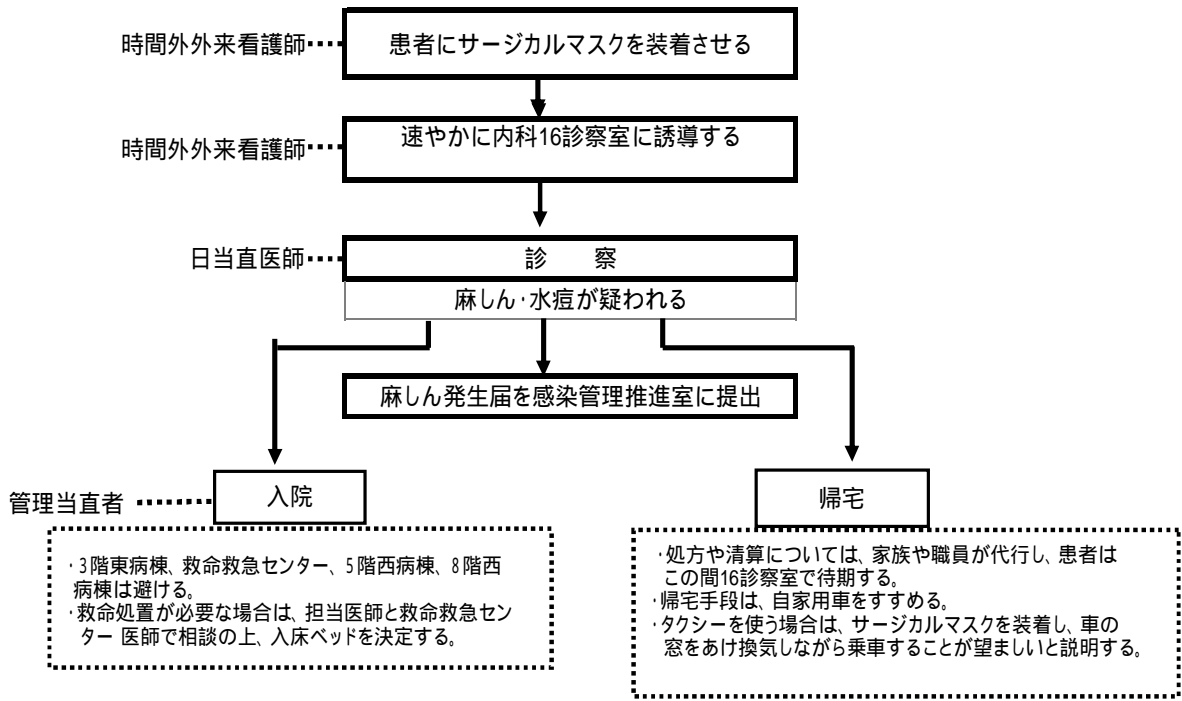 時間外外来看護師
患者にサージカルマスクを装着させる
時間外外来看護師
速やかに内科16診察室に誘導する
日当直医師
診 察
麻しん・水痘が疑われる
麻しん発生届を感染管理推進室に提出
管理当直者
入院
・3階東病棟、救命救急センター、5階西病棟、8階西
病棟は避ける。
・救命処置が必要な場合は、担当医師と救命救急セン
ター 医師で相談の上、入床ベッドを決定する。
帰宅
・処方や清算については、家族や職員が代行し、患者は
この間16診察室で待期する。
・帰宅手段は、自家用車をすすめる。
・タクシーを使う場合は、サージカルマスクを装着し、車の
窓をあけ換気しながら乗車することが望ましいと説明する。